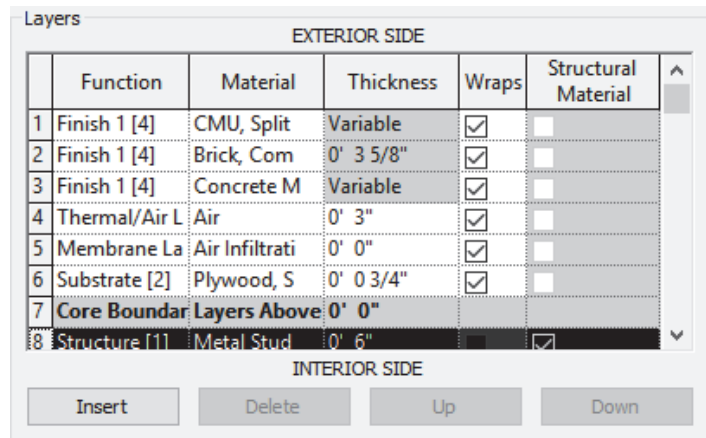 Layers
EXTERIOR SIDE
Function Material Thickness Wraps Structural Material
1 Finish 1 [4] CMU, Split Variable
2 Finish 1 [4] Brick, Com 0' 3 5/8"
3 Finish 1 [4] Concrete M Variable
4 Thermal/Air L Air 0' 3"
5 Membrane La Air Infiltrati 0' 0"
6 Substrate [2] Plywood, S 0' 0 3/4"
7 Core Boundar Layers Above 0' 0"
8 Structure [1] Metal Stud 0' 6"
INTERIOR SIDE
Insert Delete Up Down